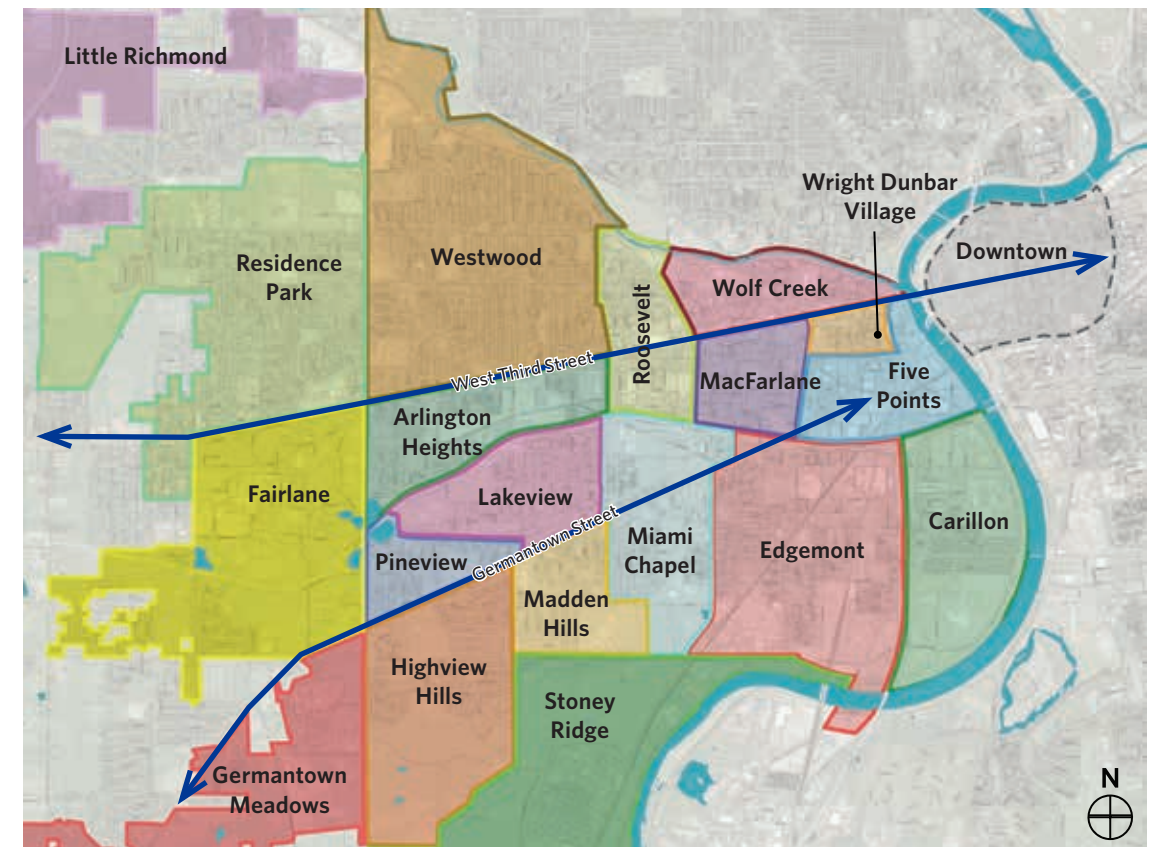 Little Richmond
Wright Dunbar
Village
Downtown
Westwood
Residence
Park
Wolf Creek
Roosevelt
West Third Street
MacFarlane
Five
Points
Arlington
Heights
Fairlane
Lakeview
Germantown Street
Carillon
Miami
Chapel
Edgemont
Pineview
Madden
Hills
Highview
Hills
Stoney
Ridge
Germantown
Meadows
N